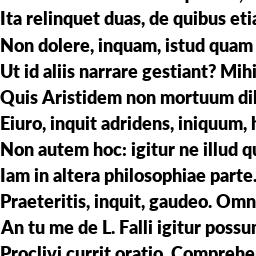 Ita relinquet duas, de quibus etia
Non dolere, inquam, istud quam
Ut id aliis narrare gestiant? Mihi
Quis Aristidem non mortuum dil
Eiuro, inquit adridens, iniquum, h
Non autem hoc: igitur ne illud qu
Iam in altera philosophiae parte.
Praeteritis, inquit, gaudeo. Omn
An tu me de L. Falli igitur possum
Proclivi currit oratio. Comprehe